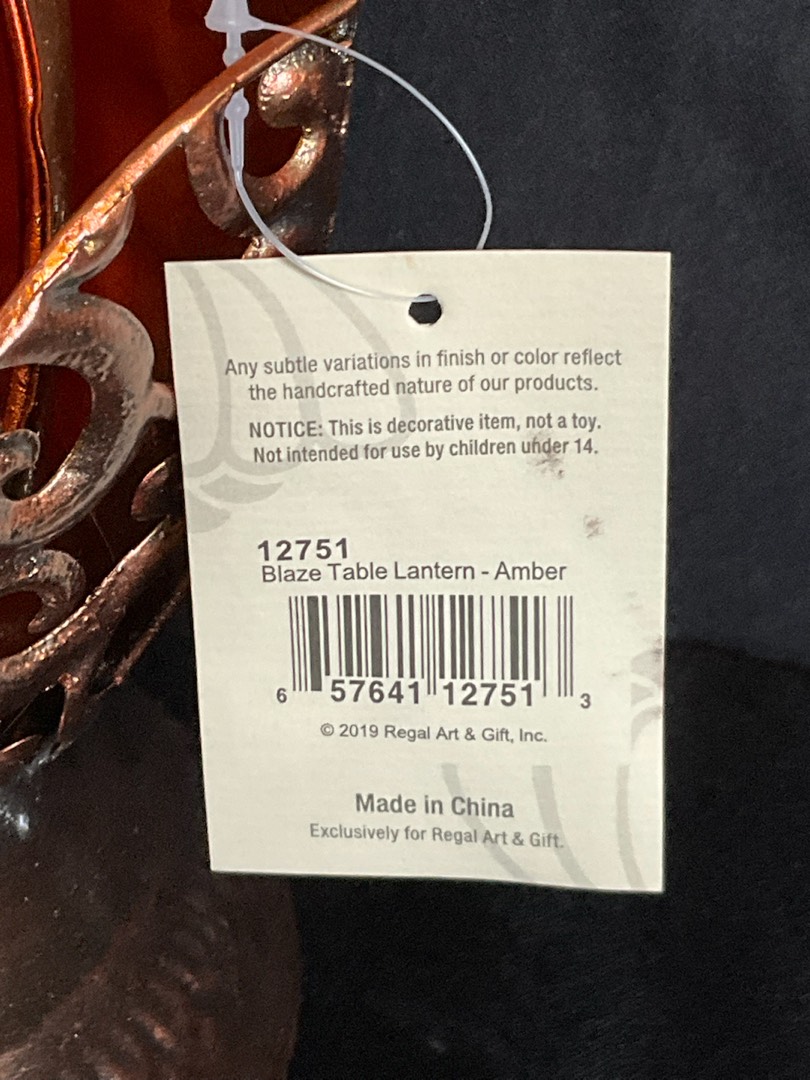 Any subtle variations in finish or color reflect
the handcrafted nature of our products.
NOTICE: This is decorative item, not a toy.
Not intended for use by children under 14.
12751
Blaze Table Lantern - Amber
6 57641 12751 3
© 2019 Regal Art & Gift, Inc.
Made in China
Exclusively for Regal Art & Gift.